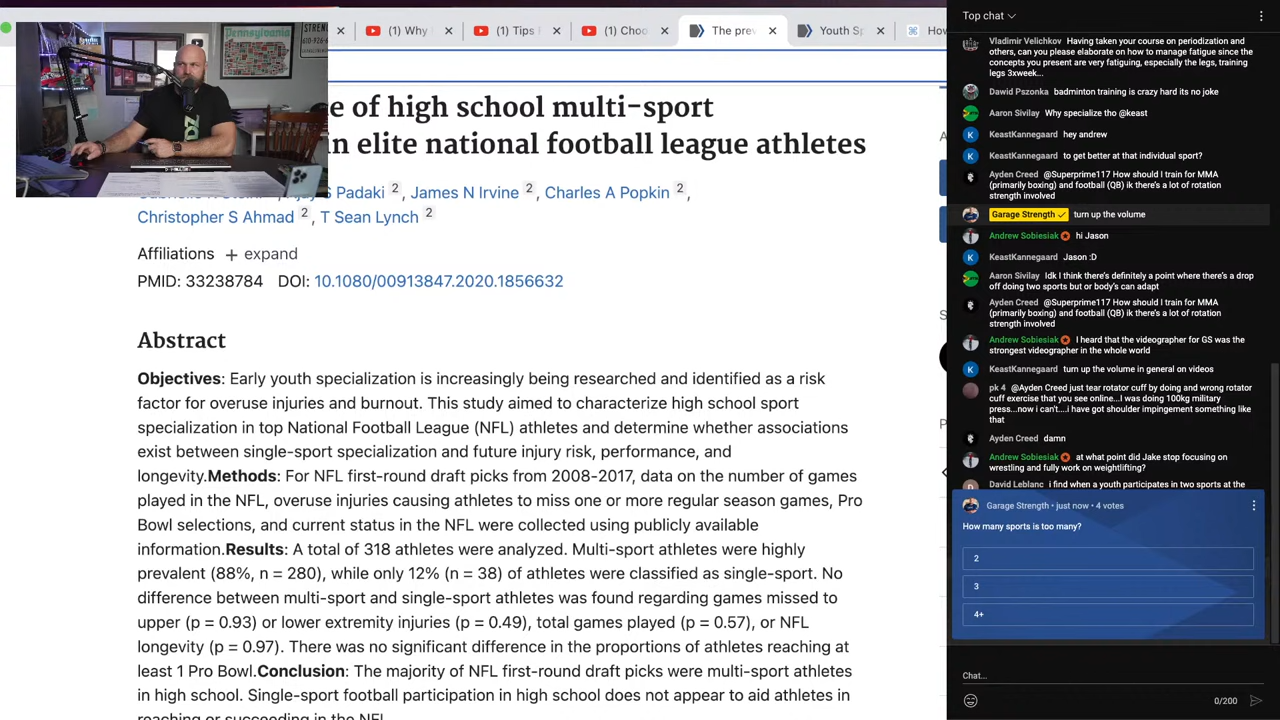 Pennsylvania
STRENGTH
(1) Why
(1) Tips
(1) Choo
The prev
Youth Sp
How
e of high school multi-sport
in elite national football league athletes
S Padaki 2, James N Irvine 2, Charles A Popkin 2,
Christopher S Ahmad 2, T Sean Lynch 2
Affiliations + expand
PMID: 33238784 DOI: 10.1080/00913847.2020.1856632
Abstract
Objectives: Early youth specialization is increasingly being researched and identified as a risk
factor for overuse injuries and burnout. This study aimed to characterize high school sport
specialization in top National Football League (NFL) athletes and determine whether associations
exist between single-sport specialization and future injury risk, performance, and
longevity.Methods: For NFL first-round draft picks from 2008-2017, data on the number of games
played in the NFL, overuse injuries causing athletes to miss one or more regular season games, Pro
Bowl selections, and current status in the NFL were collected using publicly available
information.Results: A total of 318 athletes were analyzed. Multi-sport athletes were highly
prevalent (88%, n = 280), while only 12% (n = 38) of athletes were classified as single-sport. No
difference between multi-sport and single-sport athletes was found regarding games missed to
upper (p = 0.93) or lower extremity injuries (p = 0.49), total games played (p = 0.57), or NFL
longevity (p = 0.97). There was no significant difference in the proportions of athletes reaching at
least 1 Pro Bowl.Conclusion: The majority of NFL first-round draft picks were multi-sport athletes
in high school. Single-sport football participation in high school does not appear to aid athletes in
reaching or succeeding in the NFL
Top chat
Vladimir Velichkov Having taken your course on periodization and
others, can you please elaborate on how to manage fatigue since the
concepts you present are very fatiguing, especially the legs, training
legs 3xweek...
Dawid Pszonka badminton training is crazy hard its no joke
Aaron Sivilay Why specialize tho @keast
KeastKannegaard hey andrew
KeastKannegaard to get better at that individual sport?
Ayden Creed @Superprime117 How should I train for MMA
(primarily boxing) and football (QB) ik there's a lot of rotation
strength involved
Garage Strength turn up the volume
Andrew Sobiesiak hi Jason
KeastKannegaard Jason :D
Aaron Sivilay Idk I think there's definitely a point where there's a drop
off doing two sports but or body's can adapt
Ayden Creed @Superprime117 How should I train for MMA
(primarily boxing) and football (QB) ik there's a lot of rotation
strength involved
Andrew Sobiesiak I heard that the videographer for GS was the
strongest videographer in the whole world
KeastKannegaard turn up the volume in general on videos
pk 4 @Ayden Creed just tear rotator cuff by doing and wrong rotator
cuff exercise that you see online...I was doing 100kg military
press...now i can't....i have got shoulder impingement something like
that
Ayden Creed damn
Andrew Sobiesiak at what point did Jake stop focusing on
wrestling and fully work on weightlifting?
David Leblanc i find when a youth participates in two sports at the
Garage Strength • just now • 4 votes
How many sports is too many?
2
3
4+
Chat...
0/200